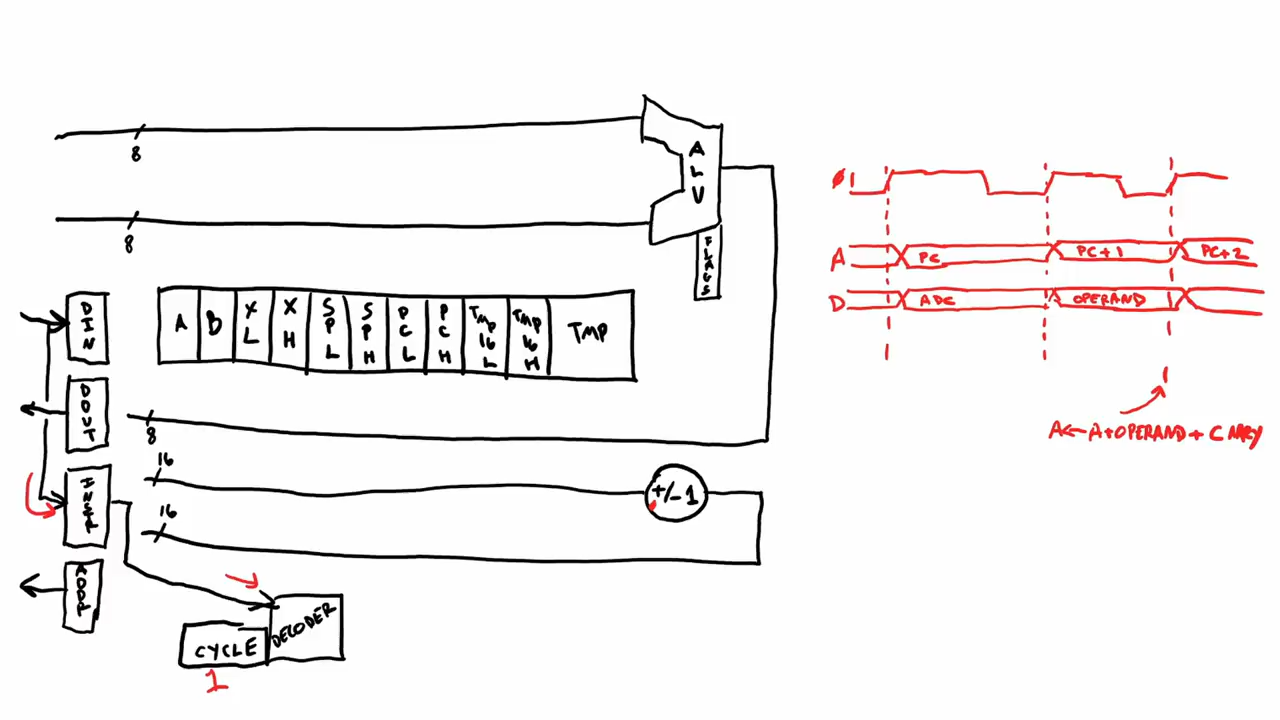 8
ALU
8
FLAGS
DIN
A
B
XL
XH
SPL
SPH
PCL
PCH
TMP16L
TMP16H
TMP
DOUT
8
16
+/-1
INSTR
16
ADDR
DECODER
CYCLE
1
ø1
A
PC
PC+1
PC+2
D
ADC
OPERAND
A←A+OPERAND+CARRY